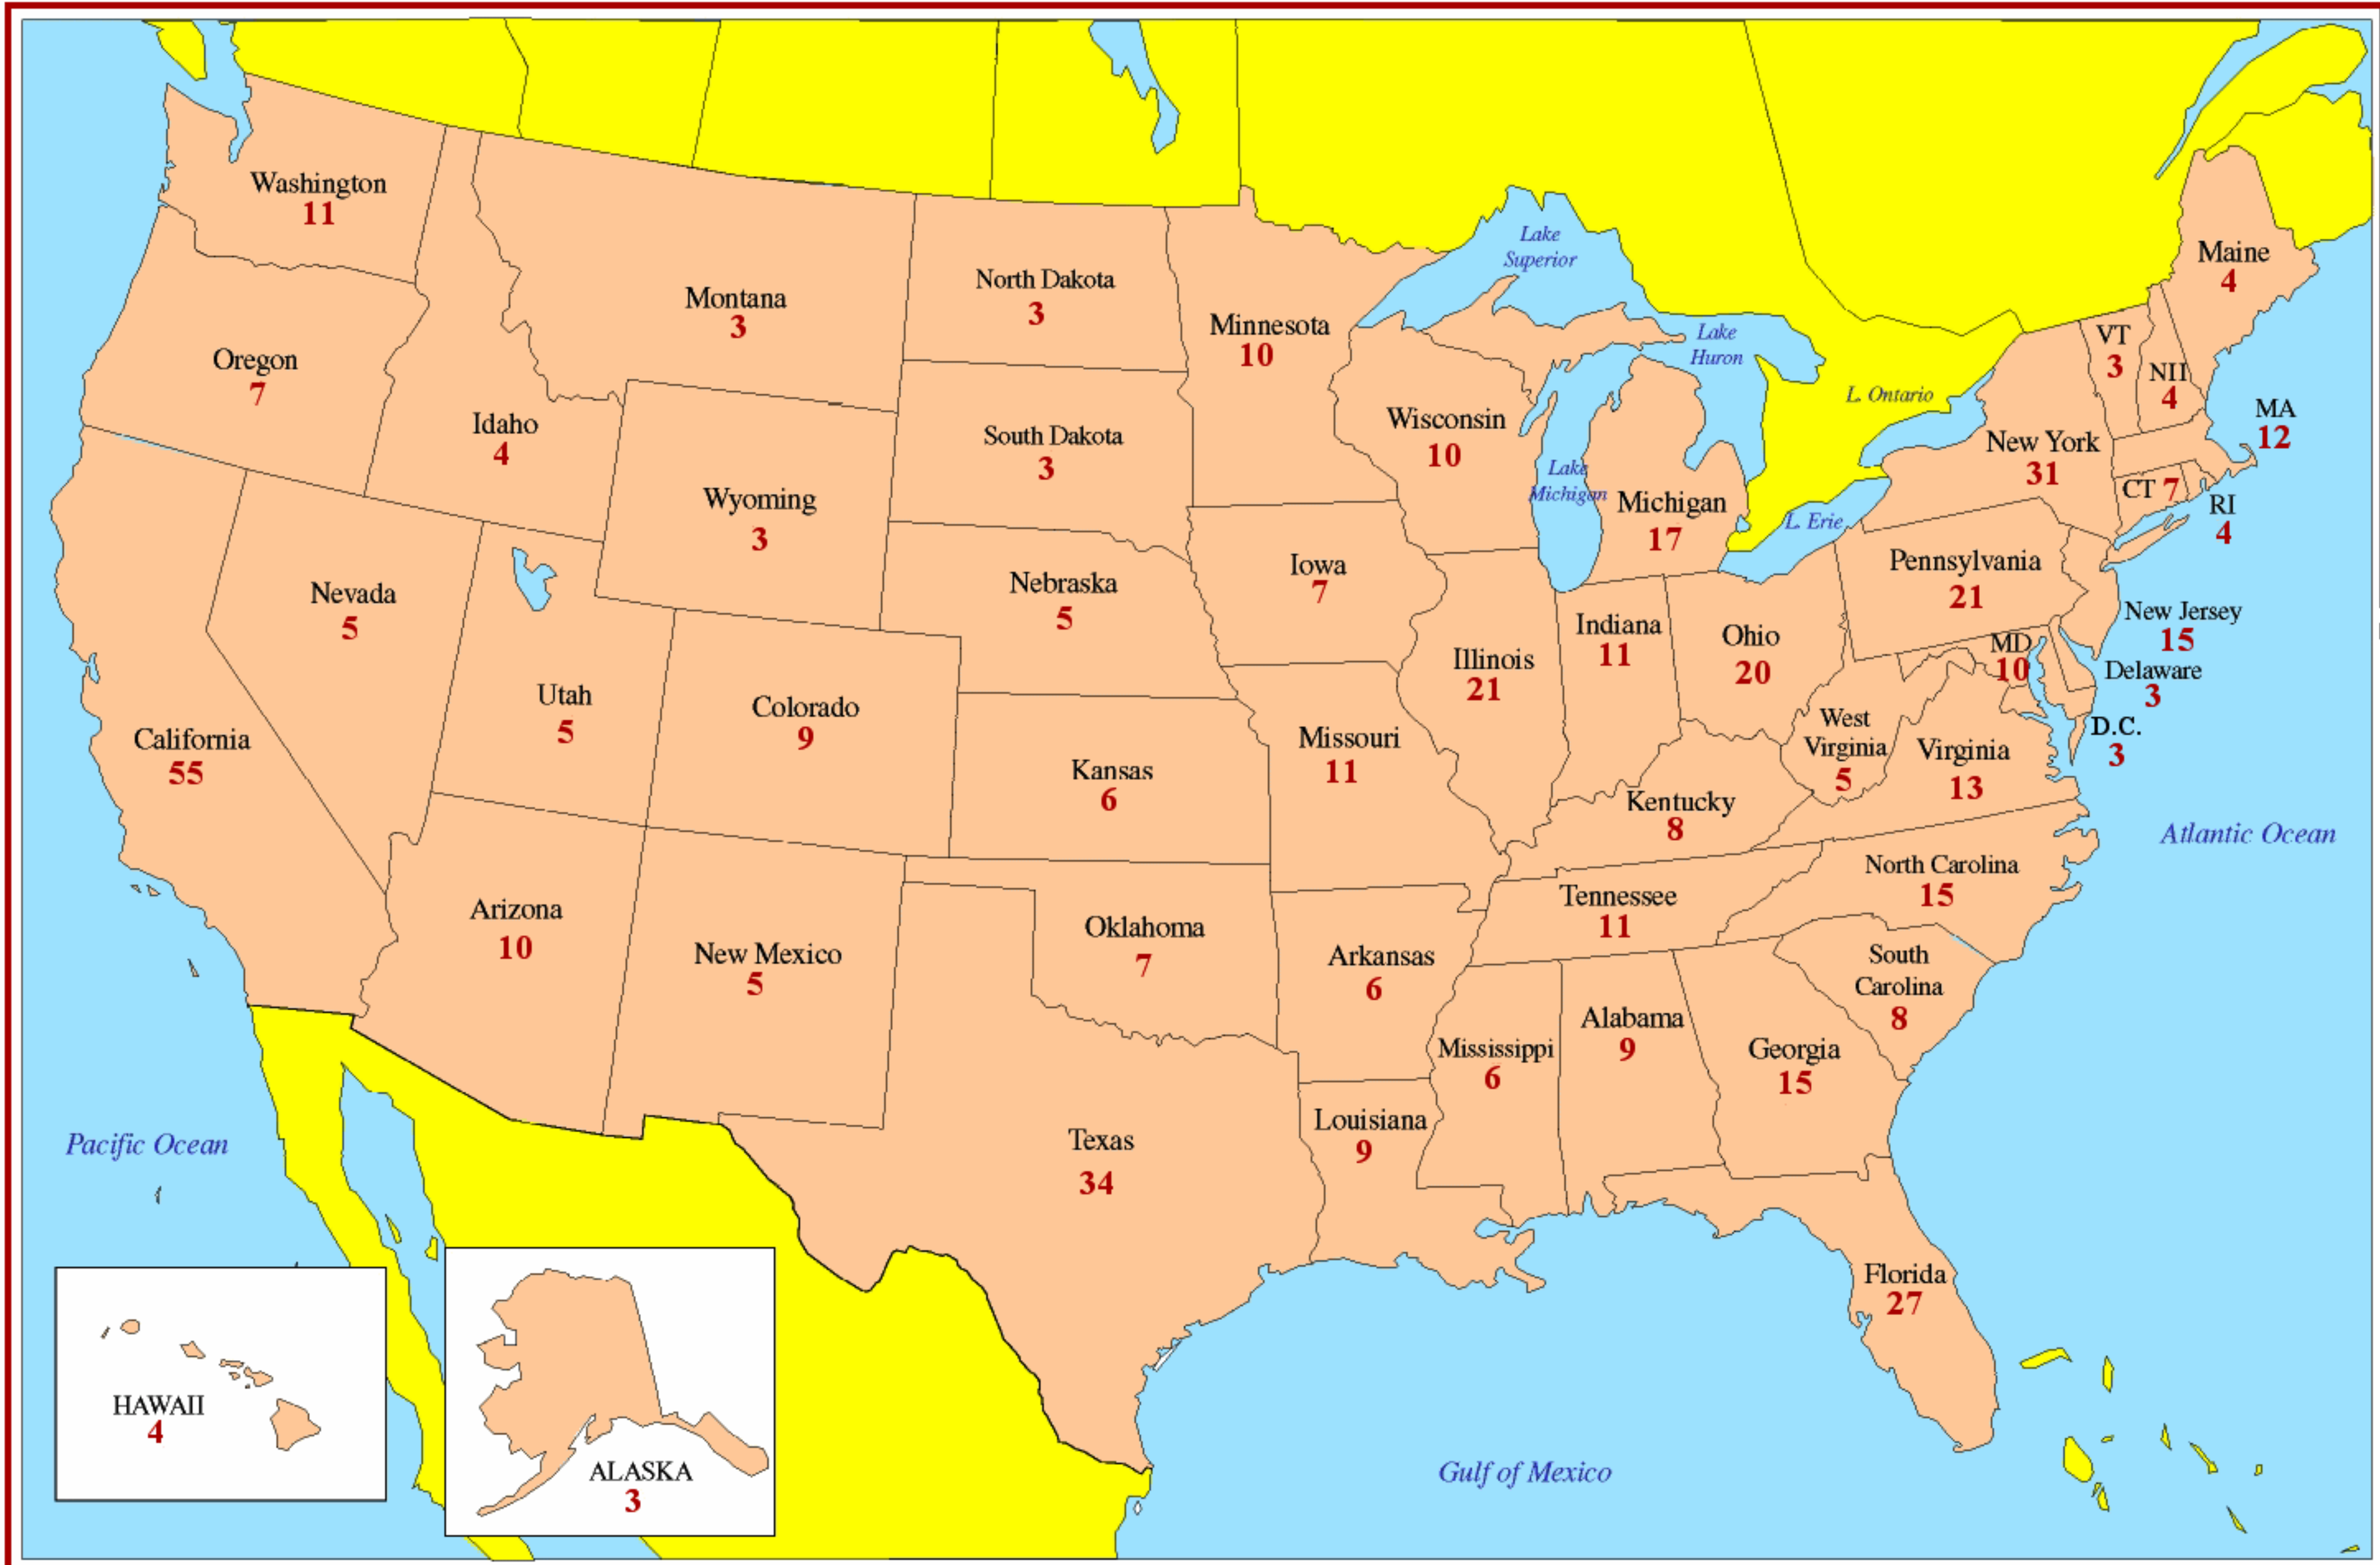 Washington
11
Oregon
7
California
55
Nevada
5
Idaho
4
Montana
3
Wyoming
3
Utah
5
Colorado
9
Arizona
10
New Mexico
5
North Dakota
3
South Dakota
3
Nebraska
5
Kansas
6
Oklahoma
7
Texas
34
Minnesota
10
Iowa
7
Missouri
11
Arkansas
6
Louisiana
9
Wisconsin
10
Illinois
21
Michigan
17
Indiana
11
Ohio
20
Kentucky
8
Tennessee
11
Mississippi
6
Alabama
9
Georgia
15
Florida
27
South
Carolina
8
North Carolina
15
Virginia
13
West
Virginia
5
MD
10
Delaware
3
D.C.
3
New Jersey
15
Pennsylvania
21
New York
31
CT 7
RI
4
MA
12
VT
3
NH
4
Maine
4
Lake
Superior
Lake
Michigan
Lake
Huron
L. Ontario
L. Erie
Atlantic Ocean
Pacific Ocean
Gulf of Mexico
HAWAII
4
ALASKA
3